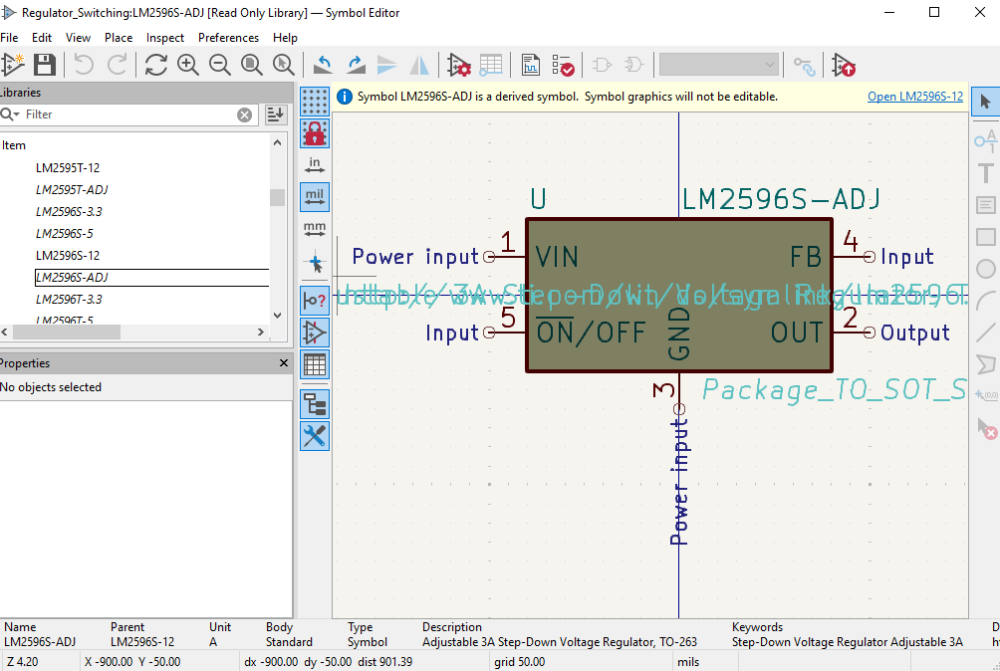 Regulator_Switching:LM2596S-ADJ [Read Only Library] — Symbol Editor
File Edit View Place Inspect Preferences Help
Libraries
Filter
Item
LM2595T-12
LM2595T-ADJ
LM2596S-3.3
LM2596S-5
LM2596S-12
LM2596S-ADJ
LM2596T-3.3
LM2596T-5
Properties
No objects selected
in
mil
mm
Symbol LM2596S-ADJ is a derived symbol. Symbol graphics will not be editable.
Open LM2596S-12
U LM2596S-ADJ
Power input 1 VIN FB 4 Input
Input 5 ON/OFF GND OUT 2 Output
3
Package_TO_SOT_S
Power input
A
1
T
(0,0)
Name Parent Unit Body Type Description Keywords D
LM2596S-ADJ LM2596S-12 A Standard Symbol Adjustable 3A Step-Down Voltage Regulator, TO-263 Step-Down Voltage Regulator Adjustable 3A
Z 4.20 X -900.00 Y -50.00 dx -900.00 dy -50.00 dist 901.39 grid 50.00 mils